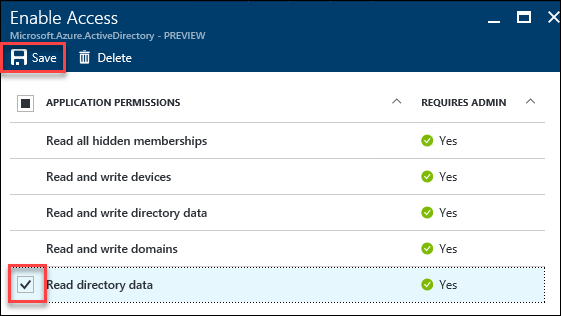 Enable Access
Microsoft.Azure.ActiveDirectory - PREVIEW
Save Delete
APPLICATION PERMISSIONS REQUIRES ADMIN
Read all hidden memberships Yes
Read and write devices Yes
Read and write directory data Yes
Read and write domains Yes
Read directory data Yes